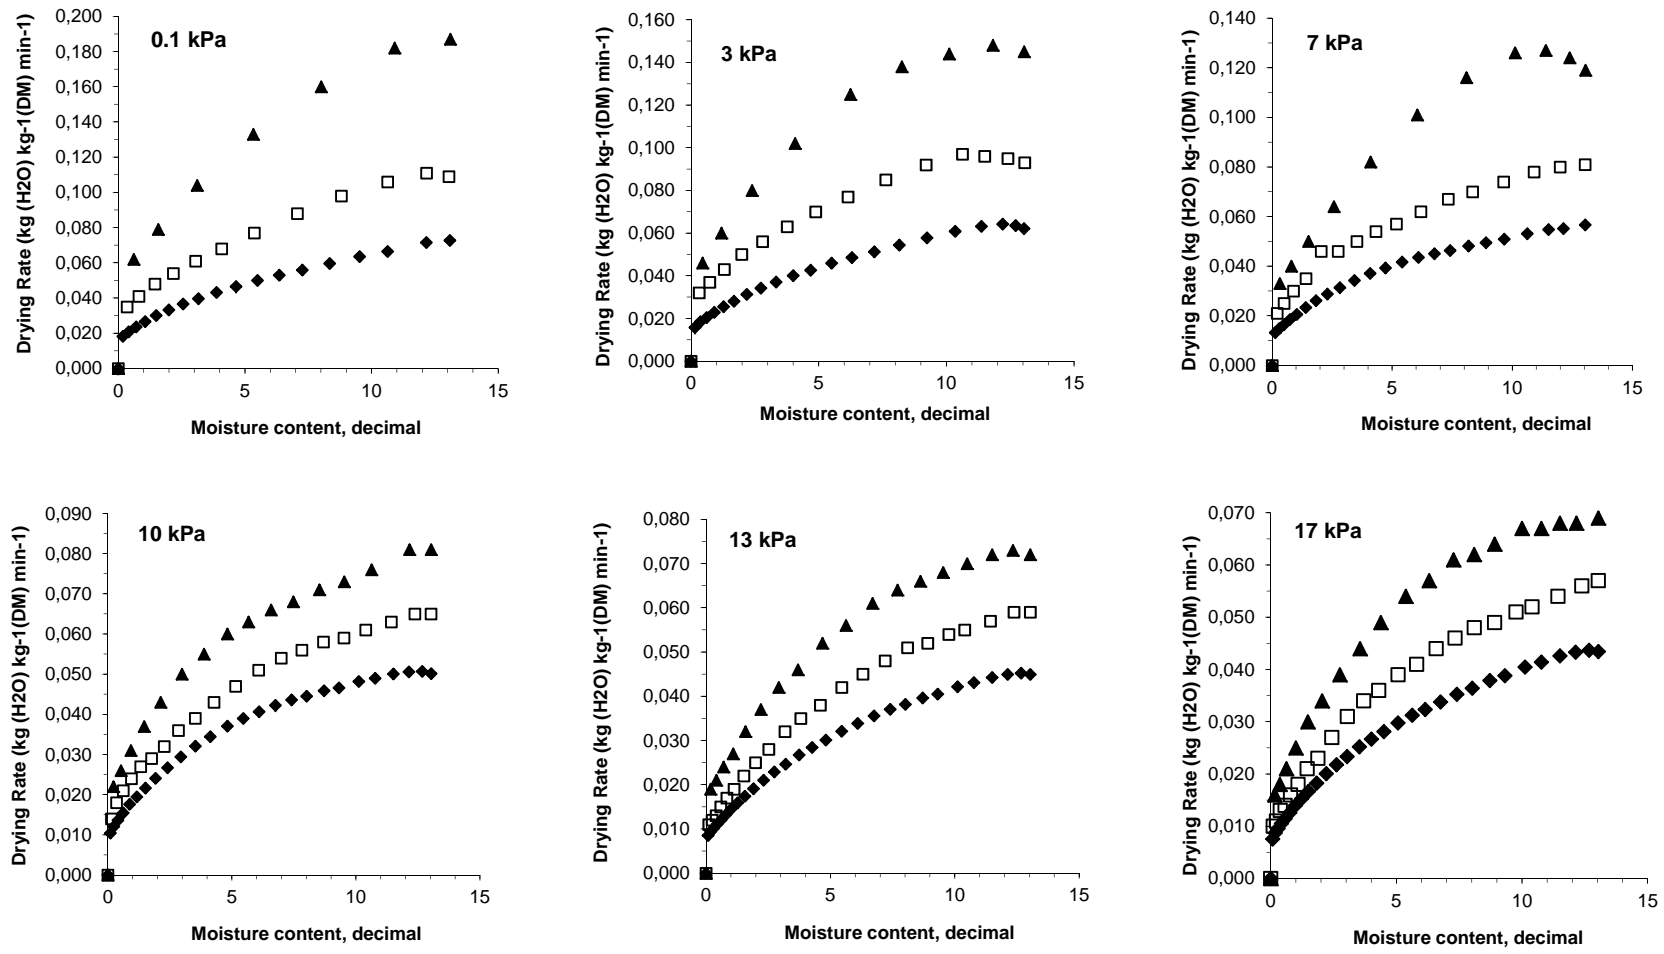 0.1 kPa
Drying Rate (kg (H2O) kg-1(DM) min-1)
0,200
0,180
0,160
0,140
0,120
0,100
0,080
0,060
0,040
0,020
0,000
0 5 10 15
Moisture content, decimal
3 kPa
Drying Rate (kg (H2O) kg-1(DM) min-1)
0,160
0,140
0,120
0,100
0,080
0,060
0,040
0,020
0,000
0 5 10 15
Moisture content, decimal
7 kPa
Drying Rate (kg (H2O) kg-1(DM) min-1)
0,140
0,120
0,100
0,080
0,060
0,040
0,020
0,000
0 5 10 15
Moisture content, decimal
10 kPa
Drying Rate (kg (H2O) kg-1(DM) min-1)
0,090
0,080
0,070
0,060
0,050
0,040
0,030
0,020
0,010
0,000
0 5 10 15
Moisture content, decimal
13 kPa
Drying Rate (kg (H2O) kg-1(DM) min-1)
0,080
0,070
0,060
0,050
0,040
0,030
0,020
0,010
0,000
0 5 10 15
Moisture content, decimal
17 kPa
Drying Rate (kg (H2O) kg-1(DM) min-1)
0,070
0,060
0,050
0,040
0,030
0,020
0,010
0,000
0 5 10 15
Moisture content, decimal